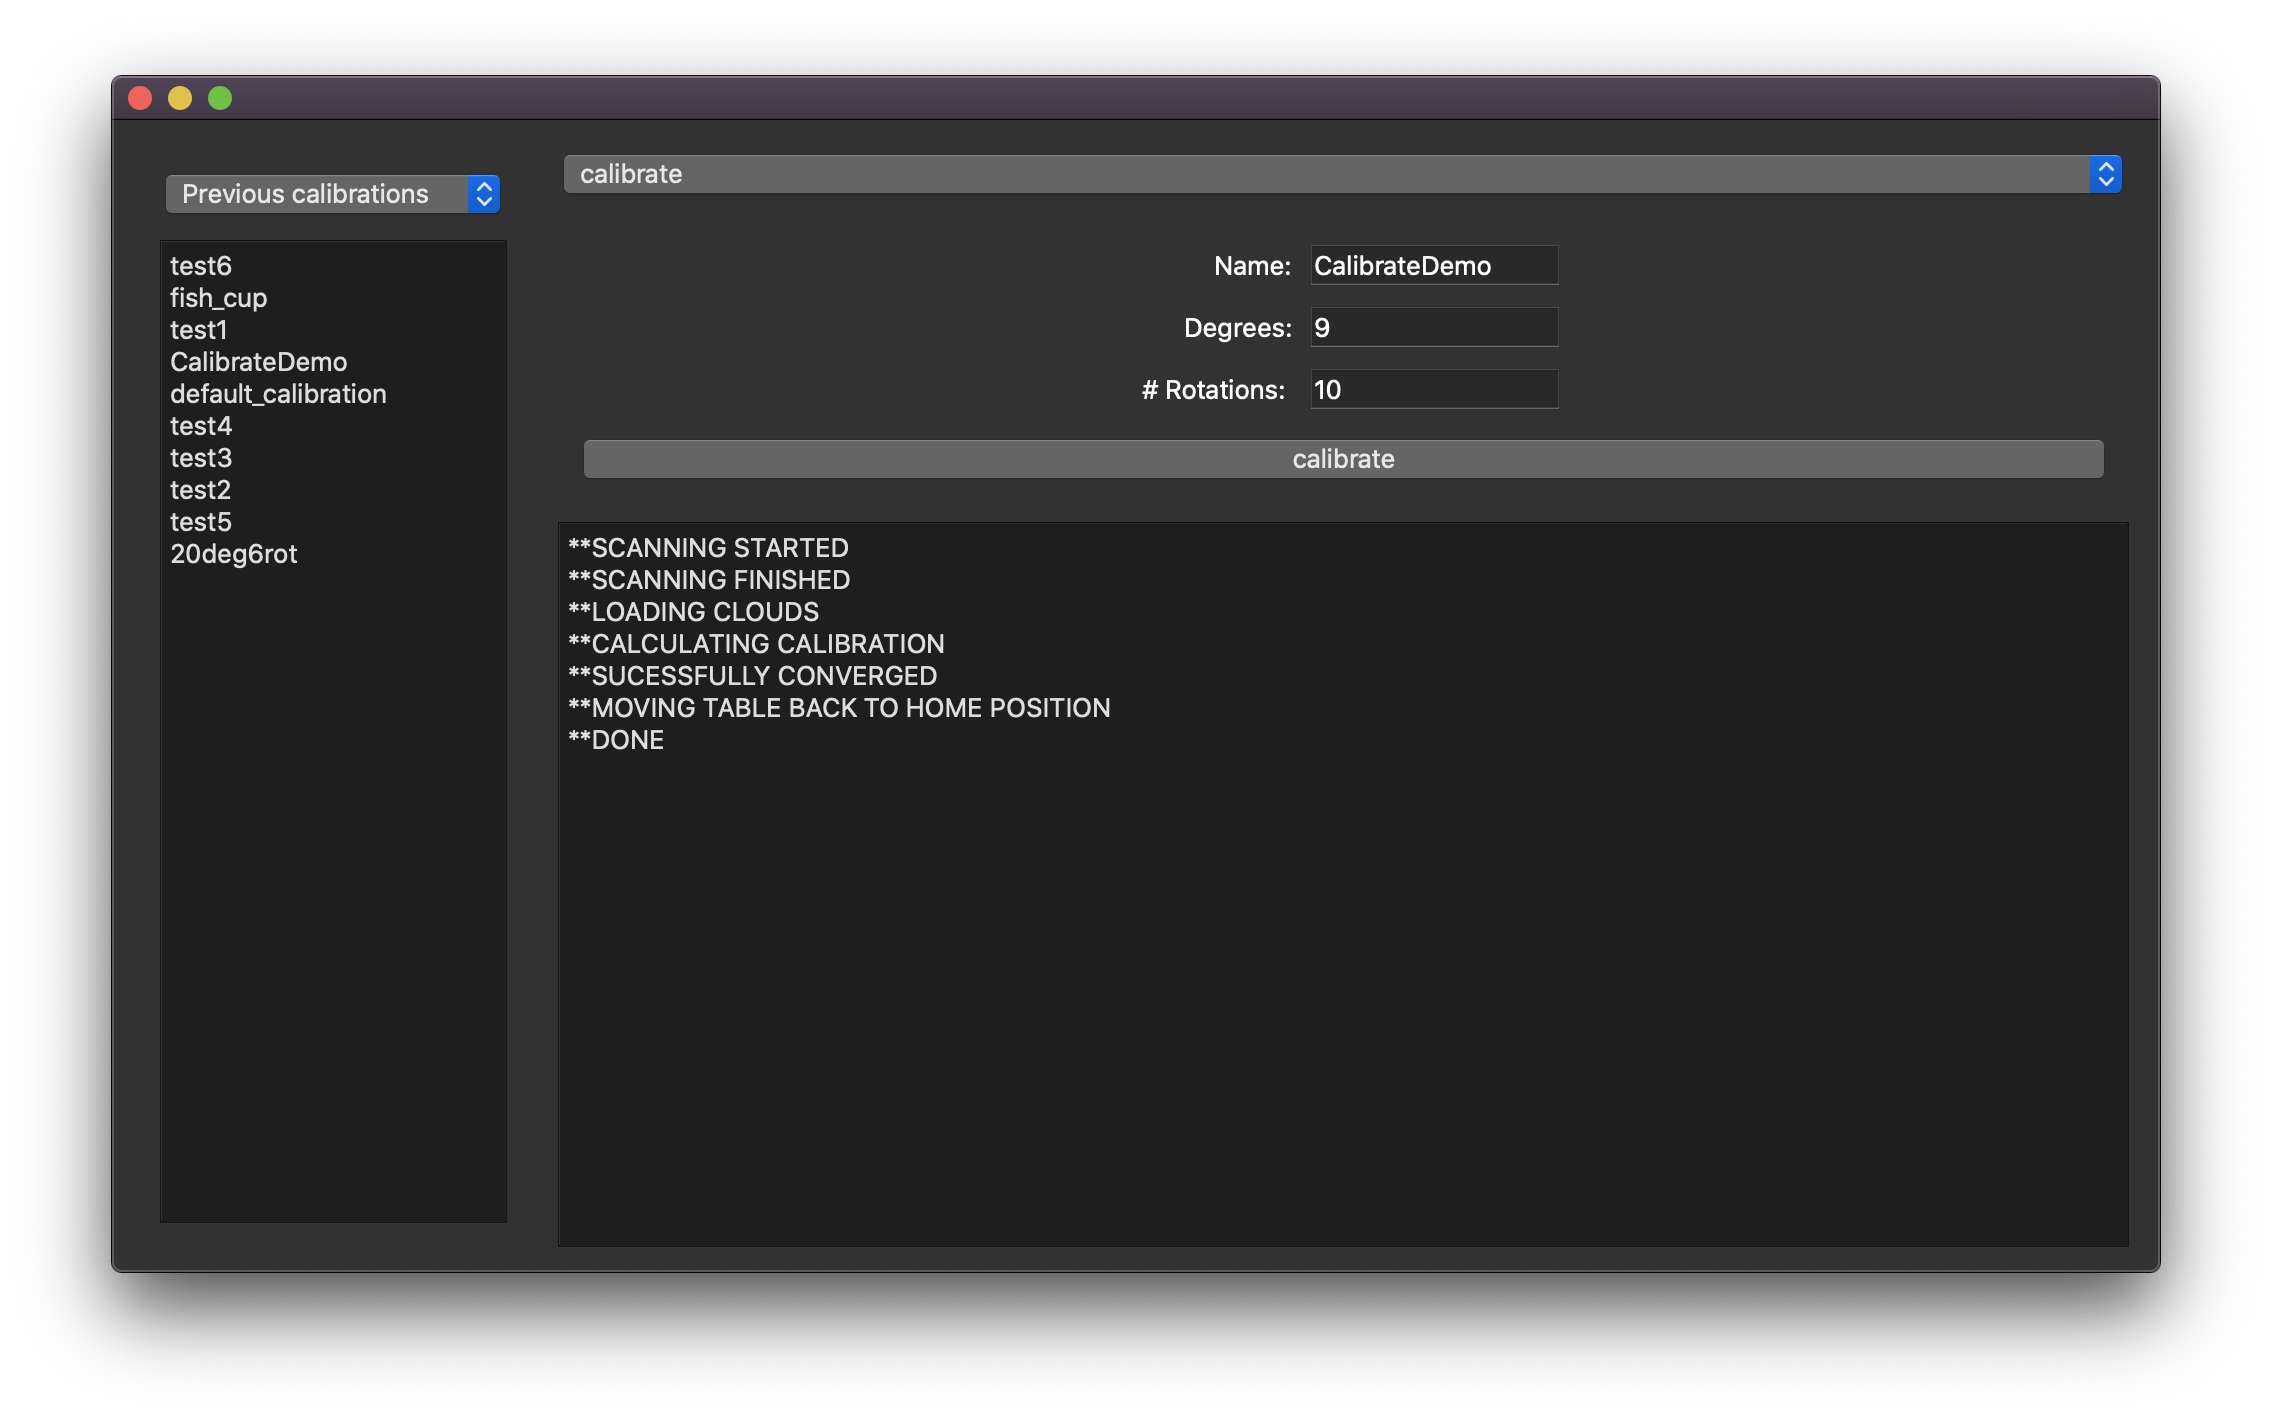 Previous calibrations
test6
fish_cup
test1
CalibrateDemo
default_calibration
test4
test3
test2
test5
20deg6rot
calibrate
Name: CalibrateDemo
Degrees: 9
# Rotations: 10
calibrate
**SCANNING STARTED
**SCANNING FINISHED
**LOADING CLOUDS
**CALCULATING CALIBRATION
**SUCESSFULLY CONVERGED
**MOVING TABLE BACK TO HOME POSITION
**DONE